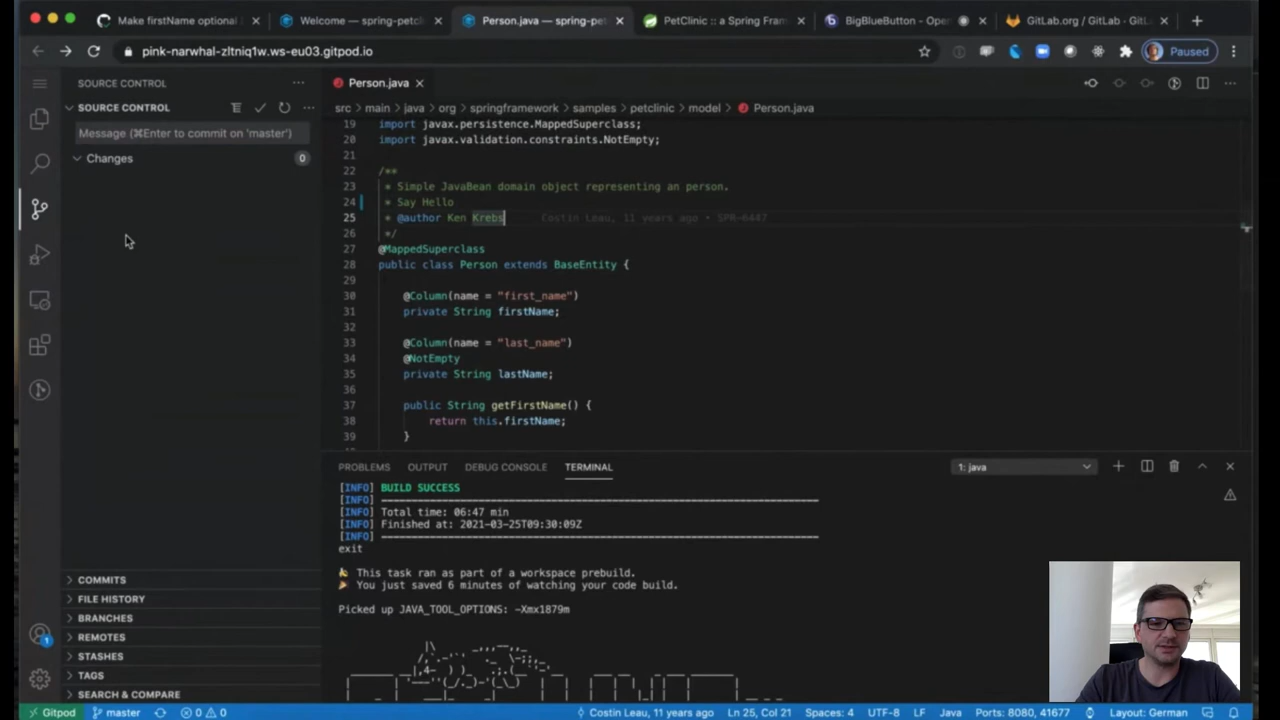 Make firstName optional
Welcome — spring-petcli
Person.java — spring-pet
PetClinic :: a Spring Fram
BigBlueButton - Open
GitLab.org / GitLab · GitL
pink-narwhal-zltniq1w.ws-eu03.gitpod.io
Paused
SOURCE CONTROL
SOURCE CONTROL
Message (⌘Enter to commit on 'master')
Changes
0
COMMITS
FILE HISTORY
BRANCHES
REMOTES
STASHES
TAGS
SEARCH & COMPARE
1
Person.java
src > main > java > org > springframework > samples > petclinic > model > Person.java
19 import javax.persistence.MappedSuperclass;
20 import javax.validation.constraints.NotEmpty;
21
22 /**
23 * Simple JavaBean domain object representing an person.
24 * Say Hello
25 * @author Ken Krebs Costin Leau, 11 years ago • SPR-6447
26 */
27 @MappedSuperclass
28 public class Person extends BaseEntity {
29
30 @Column(name = "first_name")
31 private String firstName;
32
33 @Column(name = "last_name")
34 @NotEmpty
35 private String lastName;
36
37 public String getFirstName() {
38 return this.firstName;
39 }
PROBLEMS OUTPUT DEBUG CONSOLE TERMINAL
1: java
[INFO] BUILD SUCCESS
[INFO]
[INFO] Total time: 06:47 min
[INFO] Finished at: 2021-03-25T09:30:09Z
[INFO]
exit
This task ran as part of a workspace prebuild.
You just saved 6 minutes of watching your code build.
Picked up JAVA_TOOL_OPTIONS: -Xmx1879m
Gitpod master 0 0 Costin Leau, 11 years ago Ln 25, Col 21 Spaces: 4 UTF-8 LF Java Ports: 8080, 41677 Layout: German